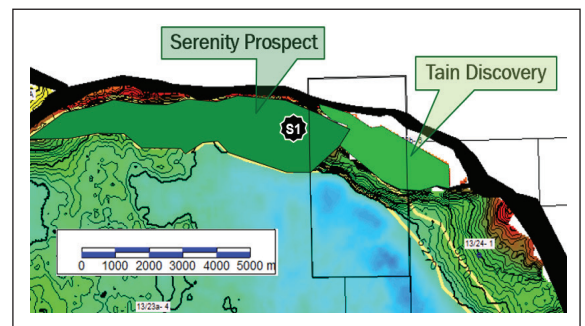 Serenity Prospect
Tain Discovery
S1
13/24- 1
0 1000 2000 3000 4000 5000 m
13/23a- 4